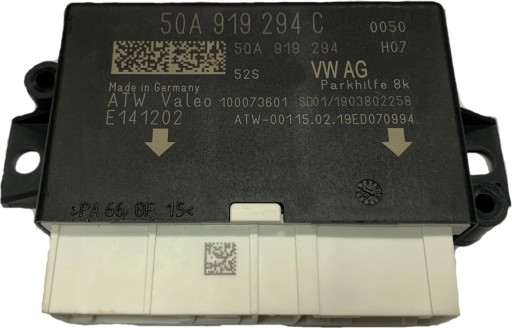 5QA 919 294 C 0050
5QA 919 294 H07
52S VW AG
Made in Germany Parkhilfe 8k
ATW Valeo 100073601 SD01/1903802258
E141202 ATW-00115.02.19ED070994
>PA 66 GF 15<